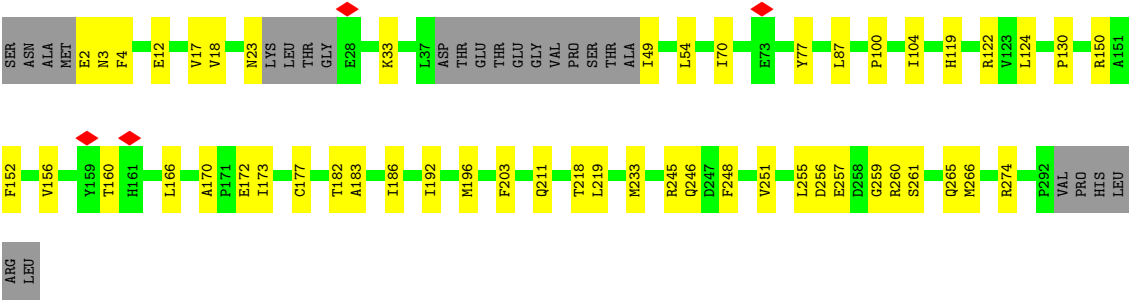 SER ASN ALA MET E2 N3 F4 E12 V17 V18 N23 LYS LEU THR GLY E28 K33 L37 ASP THR GLU THR GLU GLY VAL PRO SER THR ALA I49 L54 I70 E73 Y77 L87 P100 I104 H119 R122 V123 L124 P130 R150 A151
F152 V156 Y159 T160 H161 L166 A170 P171 E172 I173 C177 T182 A183 I186 I192 M196 F203 Q211 T218 L219 M233 R245 Q246 D247 F248 V251 L255 D256 E257 D258 G259 R260 S261 Q265 M266 R274 P292 VAL PRO HIS LEU
ARG LEU